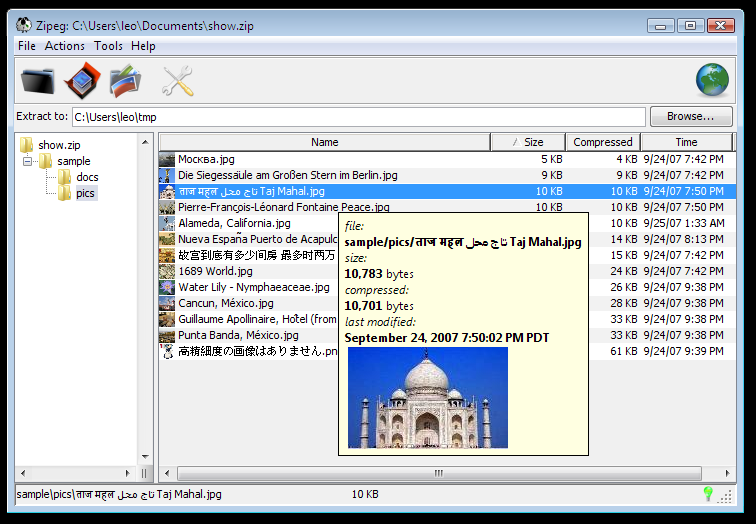 Zipeg: C:\Users\leo\Documents\show.zip
File Actions Tools Help
Extract to: C:\Users\leo\tmp Browse...
show.zip
sample
docs
pics
Name / Size Compressed Time
Москва.jpg 5 KB 4 KB 9/24/07 7:42 PM
Die Siegessäule am Großen Stern im Berlin.jpg 9 KB 9 KB 9/24/07 7:42 PM
ताज महल تاج محل Taj Mahal.jpg 10 KB 10 KB 9/24/07 7:50 PM
Pierre-François-Léonard Fontaine Peace.jpg 10 KB 10 KB 9/24/07 7:42 PM
Alameda, California.jpg 10 KB 9/25/07 1:33 AM
Nueva España Puerto de Acapulc 14 KB 9/24/07 8:13 PM
故宫到底有多少间房 最多时两万 15 KB 9/24/07 7:42 PM
1689 World.jpg 24 KB 9/24/07 7:42 PM
Water Lily - Nymphaeaceae.jpg 26 KB 9/24/07 9:38 PM
Cancun, México.jpg 28 KB 9/24/07 9:38 PM
Guillaume Apollinaire, Hôtel (from 33 KB 9/24/07 9:38 PM
Punta Banda, México.jpg 33 KB 9/24/07 9:38 PM
高精細度の画像はありません.pn 61 KB 9/24/07 9:39 PM
file:
sample/pics/ताज महल تاج محل Taj Mahal.jpg
size:
10,783 bytes
compressed:
10,701 bytes
last modified:
September 24, 2007 7:50:02 PM PDT
sample\pics\ताज महल تاج محل Taj Mahal.jpg 10 KB